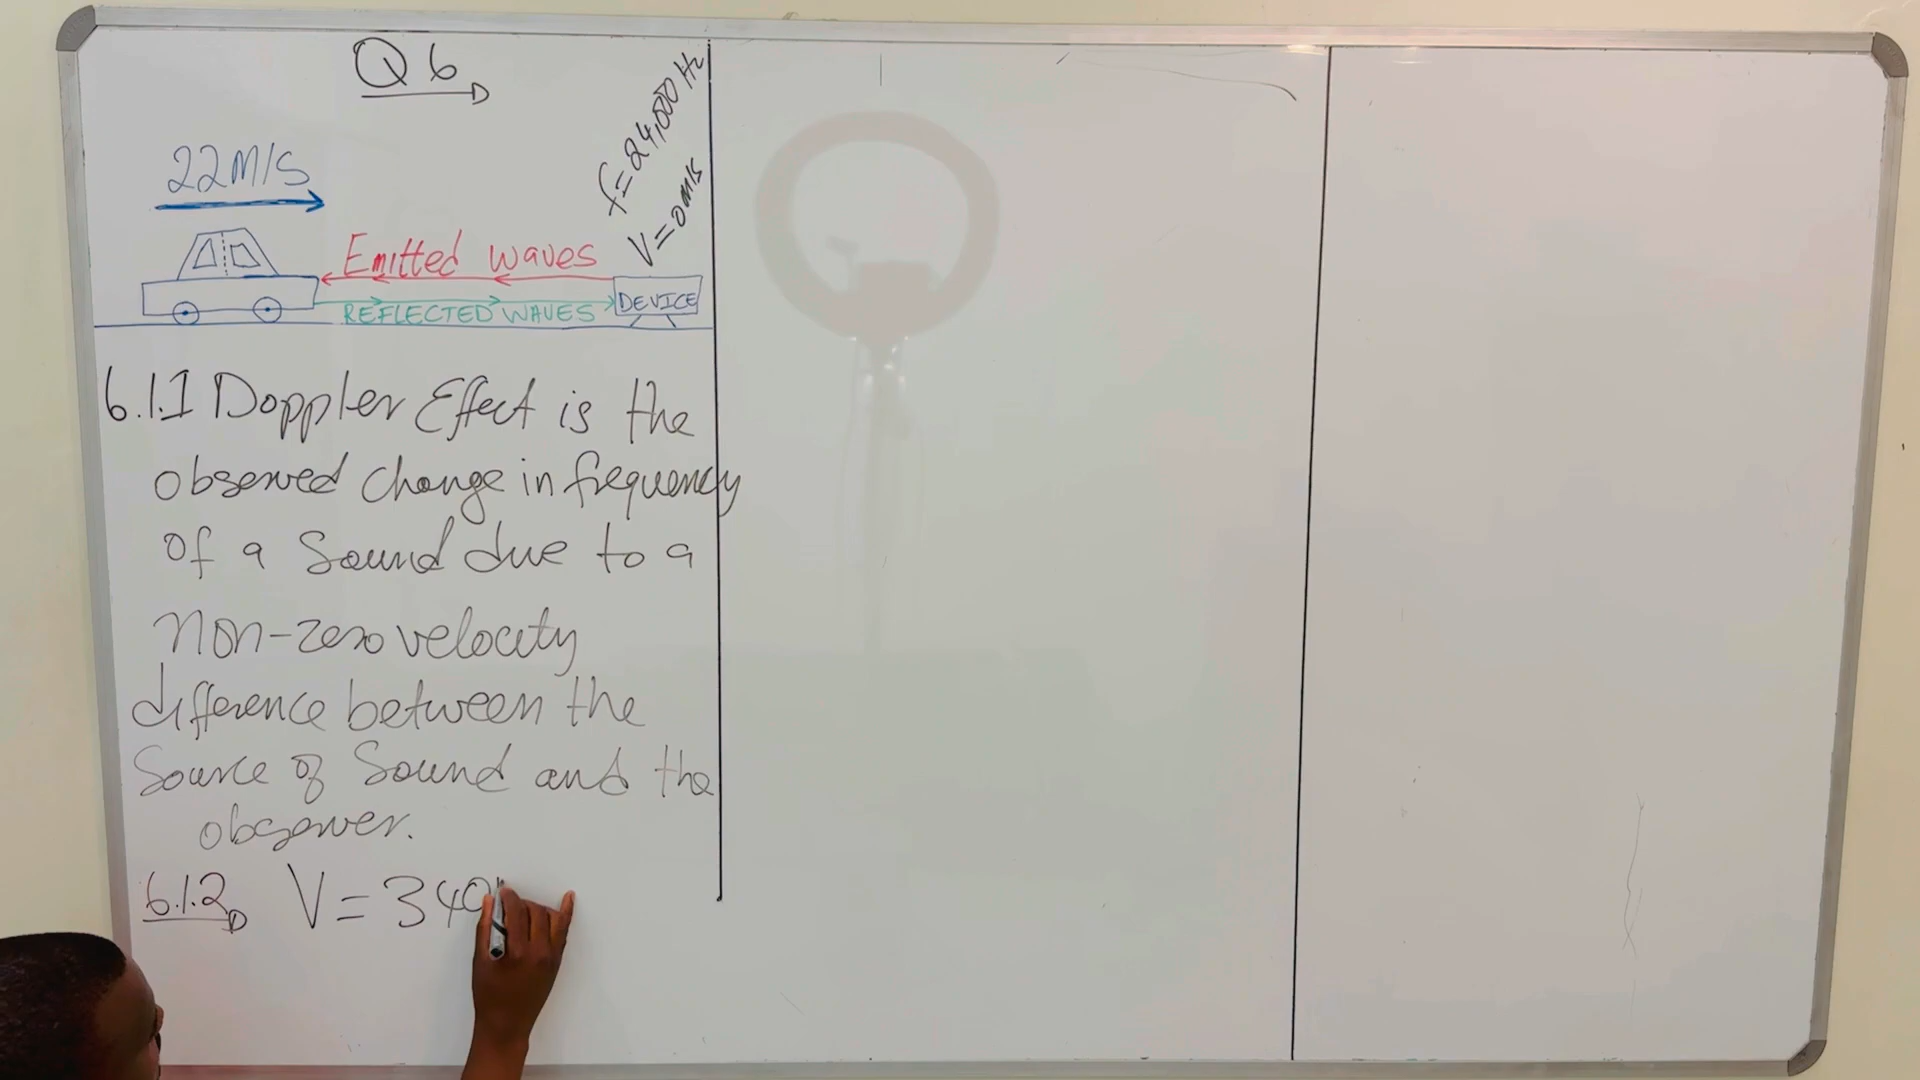 Q 6
22M/S
f=24,000 Hz
V=0m/s
Emitted waves
REFLECTED WAVES
DEVICE
6.1.1 Doppler Effect is the
observed change in frequency
of a sound due to a
non-zero velocity
difference between the
source of sound and the
observer.
6.1.2 V=340